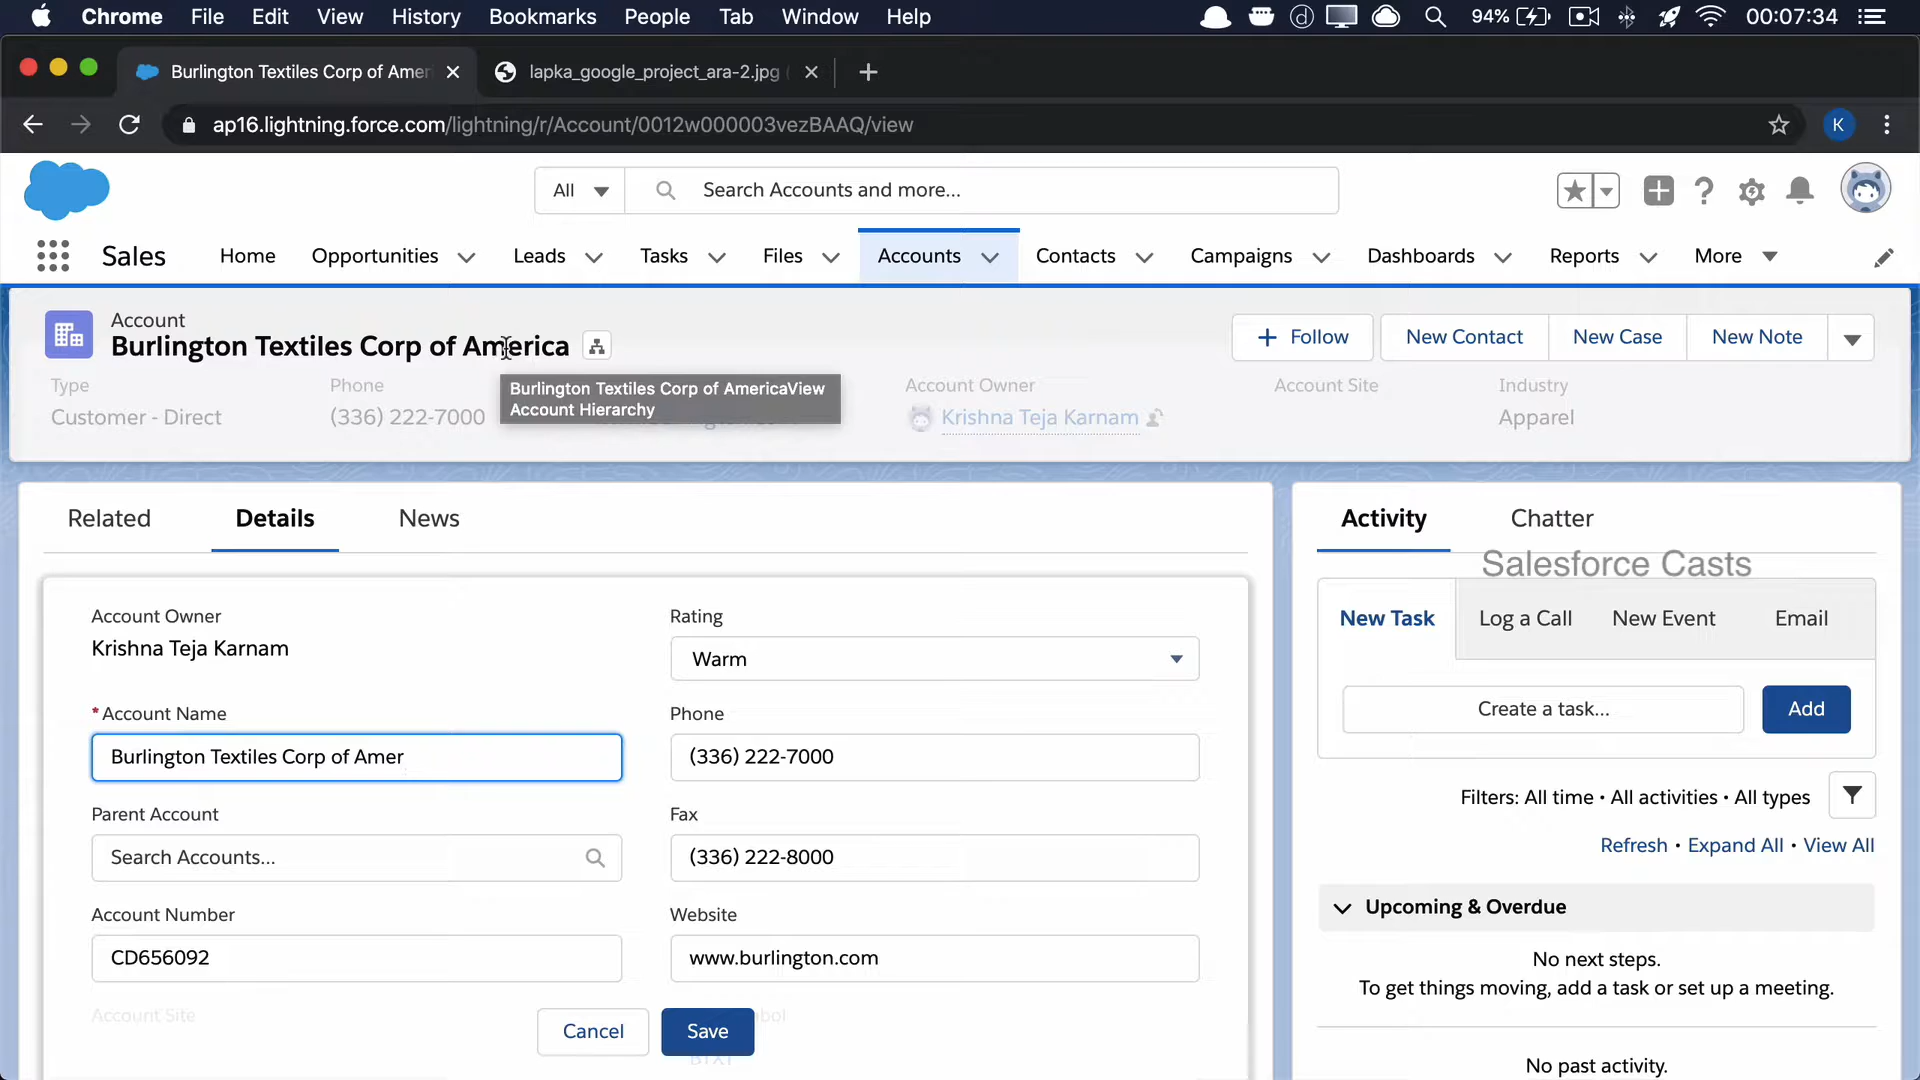 Chrome File Edit View History Bookmarks People Tab Window Help 94% 00:07:34
Burlington Textiles Corp of Amer
lapka_google_project_ara-2.jpg
ap16.lightning.force.com/lightning/r/Account/0012w000003vezBAAQ/view
K
All
Search Accounts and more...
Sales Home Opportunities Leads Tasks Files Accounts Contacts Campaigns Dashboards Reports More
Account
Burlington Textiles Corp of America
Follow New Contact New Case New Note
Type
Customer - Direct
Phone
(336) 222-7000
Burlington Textiles Corp of AmericaView
Account Hierarchy
Account Owner
Krishna Teja Karnam
Account Site
Industry
Apparel
Related Details News
Account Owner
Krishna Teja Karnam
Rating
Warm
*Account Name
Burlington Textiles Corp of Amer
Phone
(336) 222-7000
Parent Account
Search Accounts...
Fax
(336) 222-8000
Account Number
CD656092
Website
www.burlington.com
Account Site
Cancel Save
Activity Chatter
Salesforce Casts
New Task Log a Call New Event Email
Create a task...
Add
Filters: All time • All activities • All types
Refresh • Expand All • View All
Upcoming & Overdue
No next steps.
To get things moving, add a task or set up a meeting.
No past activity.